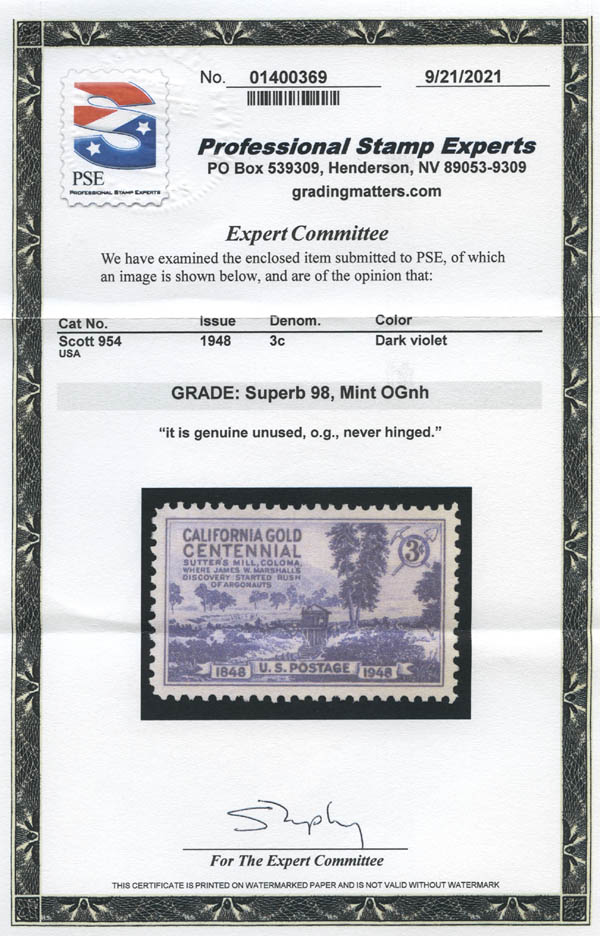 No. 01400369
9/21/2021
PSE
PROFESSIONAL STAMP EXPERTS
Professional Stamp Experts
PO Box 539309, Henderson, NV 89053-9309
gradingmatters.com
Expert Committee
We have examined the enclosed item submitted to PSE, of which
an image is shown below, and are of the opinion that:
Cat No. Issue Denom. Color
Scott 954 1948 3c Dark violet
USA
GRADE: Superb 98, Mint OGnh
“it is genuine unused, o.g., never hinged.”
CALIFORNIA GOLD
CENTENNIAL
SUTTER'S MILL, COLOMA,
WHERE JAMES W. MARSHALL'S
DISCOVERY STARTED RUSH
OF ARGONAUTS
3¢
1848 U.S. POSTAGE 1948
For The Expert Committee
THIS CERTIFICATE IS PRINTED ON WATERMARKED PAPER AND IS NOT VALID WITHOUT WATERMARK